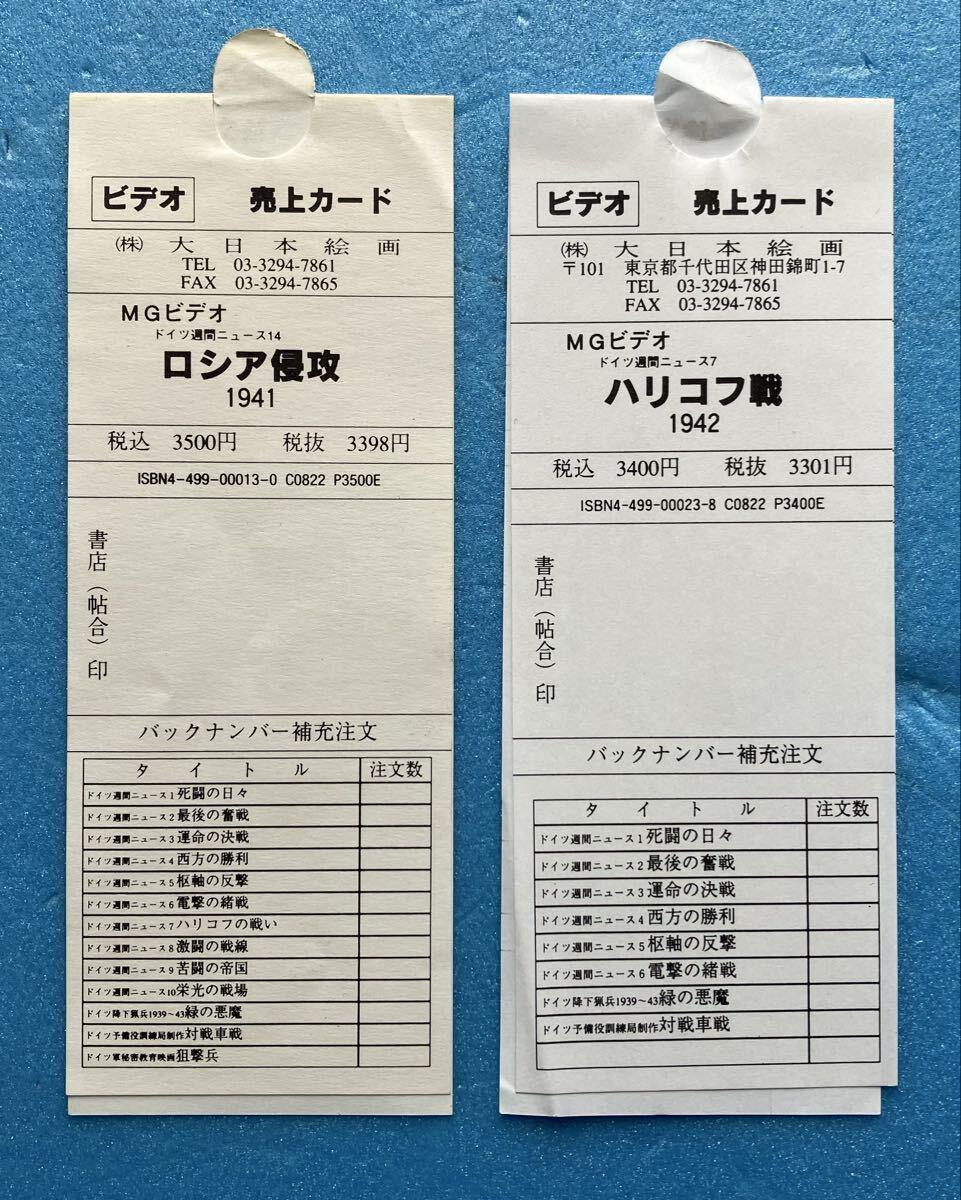 ビデオ 売上カード
(株) 大日本絵画
TEL 03-3294-7861
FAX 03-3294-7865
MGビデオ
ドイツ週間ニュース14
ロシア侵攻
1941
税込 3500円 税抜 3398円
ISBN4-499-00013-0 C0822 P3500E
書店(帖合)印
バックナンバー補充注文
タイトル 注文数
ドイツ週間ニュース1 死闘の日々
ドイツ週間ニュース2 最後の奮戦
ドイツ週間ニュース3 運命の決戦
ドイツ週間ニュース4 西方の勝利
ドイツ週間ニュース5 枢軸の反撃
ドイツ週間ニュース6 電撃の緒戦
ドイツ週間ニュース7 ハリコフの戦い
ドイツ週間ニュース8 激闘の戦線
ドイツ週間ニュース9 苦闘の帝国
ドイツ週間ニュース10 栄光の戦場
ドイツ降下猟兵1939~43 緑の悪魔
ドイツ予備役訓練局制作 対戦車戦
ドイツ軍秘密教育映画 狙撃兵
ビデオ 売上カード
(株) 大日本絵画
〒101 東京都千代田区神田錦町1-7
TEL 03-3294-7861
FAX 03-3294-7865
MGビデオ
ドイツ週間ニュース7
ハリコフ戦
1942
税込 3400円 税抜 3301円
ISBN4-499-00023-8 C0822 P3400E
書店(帖合)印
バックナンバー補充注文
タイトル 注文数
ドイツ週間ニュース1 死闘の日々
ドイツ週間ニュース2 最後の奮戦
ドイツ週間ニュース3 運命の決戦
ドイツ週間ニュース4 西方の勝利
ドイツ週間ニュース5 枢軸の反撃
ドイツ週間ニュース6 電撃の緒戦
ドイツ降下猟兵1939~43 緑の悪魔
ドイツ予備役訓練局制作 対戦車戦